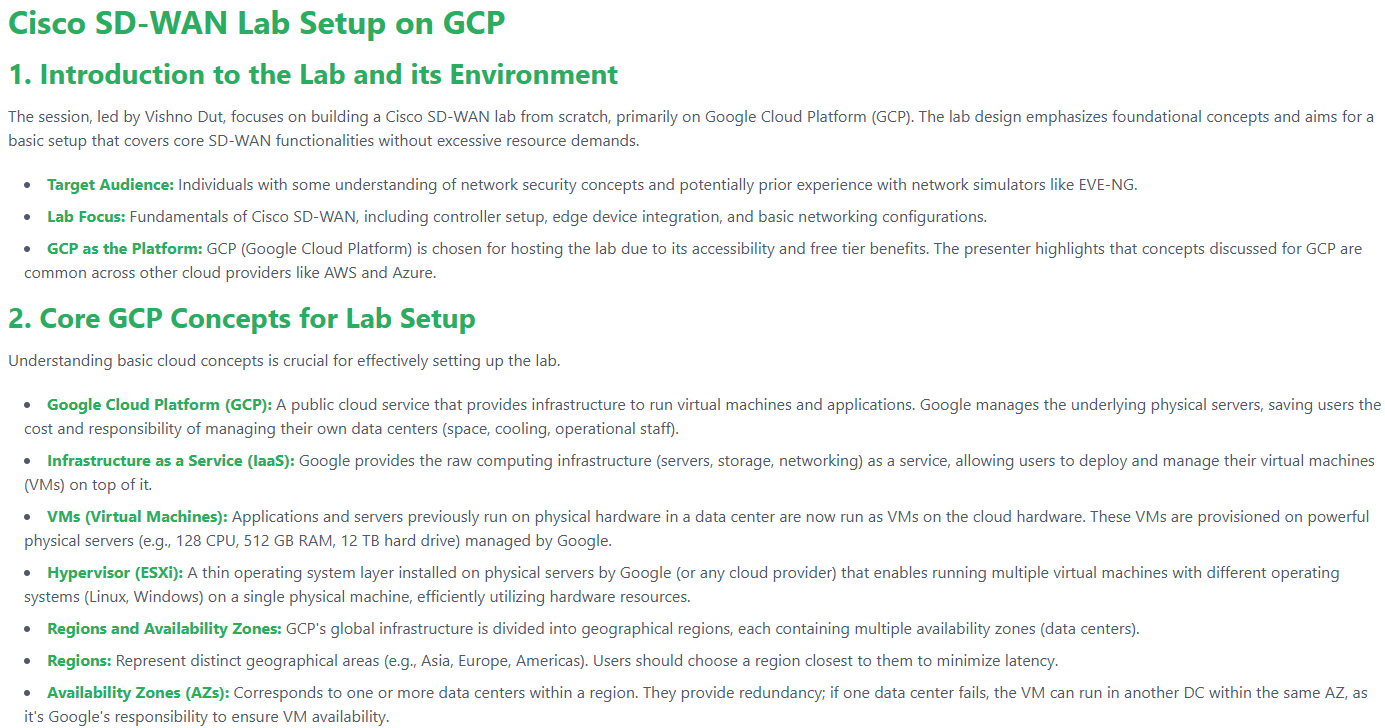 Cisco SD-WAN Lab Setup on GCP
1. Introduction to the Lab and its Environment
The session, led by Vishno Dut, focuses on building a Cisco SD-WAN lab from scratch, primarily on Google Cloud Platform (GCP). The lab design emphasizes foundational concepts and aims for a
basic setup that covers core SD-WAN functionalities without excessive resource demands.
• Target Audience: Individuals with some understanding of network security concepts and potentially prior experience with network simulators like EVE-NG.
• Lab Focus: Fundamentals of Cisco SD-WAN, including controller setup, edge device integration, and basic networking configurations.
• GCP as the Platform: GCP (Google Cloud Platform) is chosen for hosting the lab due to its accessibility and free tier benefits. The presenter highlights that concepts discussed for GCP are
common across other cloud providers like AWS and Azure.
2. Core GCP Concepts for Lab Setup
Understanding basic cloud concepts is crucial for effectively setting up the lab.
• Google Cloud Platform (GCP): A public cloud service that provides infrastructure to run virtual machines and applications. Google manages the underlying physical servers, saving users the
cost and responsibility of managing their own data centers (space, cooling, operational staff).
• Infrastructure as a Service (IaaS): Google provides the raw computing infrastructure (servers, storage, networking) as a service, allowing users to deploy and manage their virtual machines
(VMs) on top of it.
• VMs (Virtual Machines): Applications and servers previously run on physical hardware in a data center are now run as VMs on the cloud hardware. These VMs are provisioned on powerful
physical servers (e.g., 128 CPU, 512 GB RAM, 12 TB hard drive) managed by Google.
• Hypervisor (ESXi): A thin operating system layer installed on physical servers by Google (or any cloud provider) that enables running multiple virtual machines with different operating
systems (Linux, Windows) on a single physical machine, efficiently utilizing hardware resources.
• Regions and Availability Zones: GCP's global infrastructure is divided into geographical regions, each containing multiple availability zones (data centers).
• Regions: Represent distinct geographical areas (e.g., Asia, Europe, Americas). Users should choose a region closest to them to minimize latency.
• Availability Zones (AZs): Corresponds to one or more data centers within a region. They provide redundancy; if one data center fails, the VM can run in another DC within the same AZ, as
it's Google's responsibility to ensure VM availability.